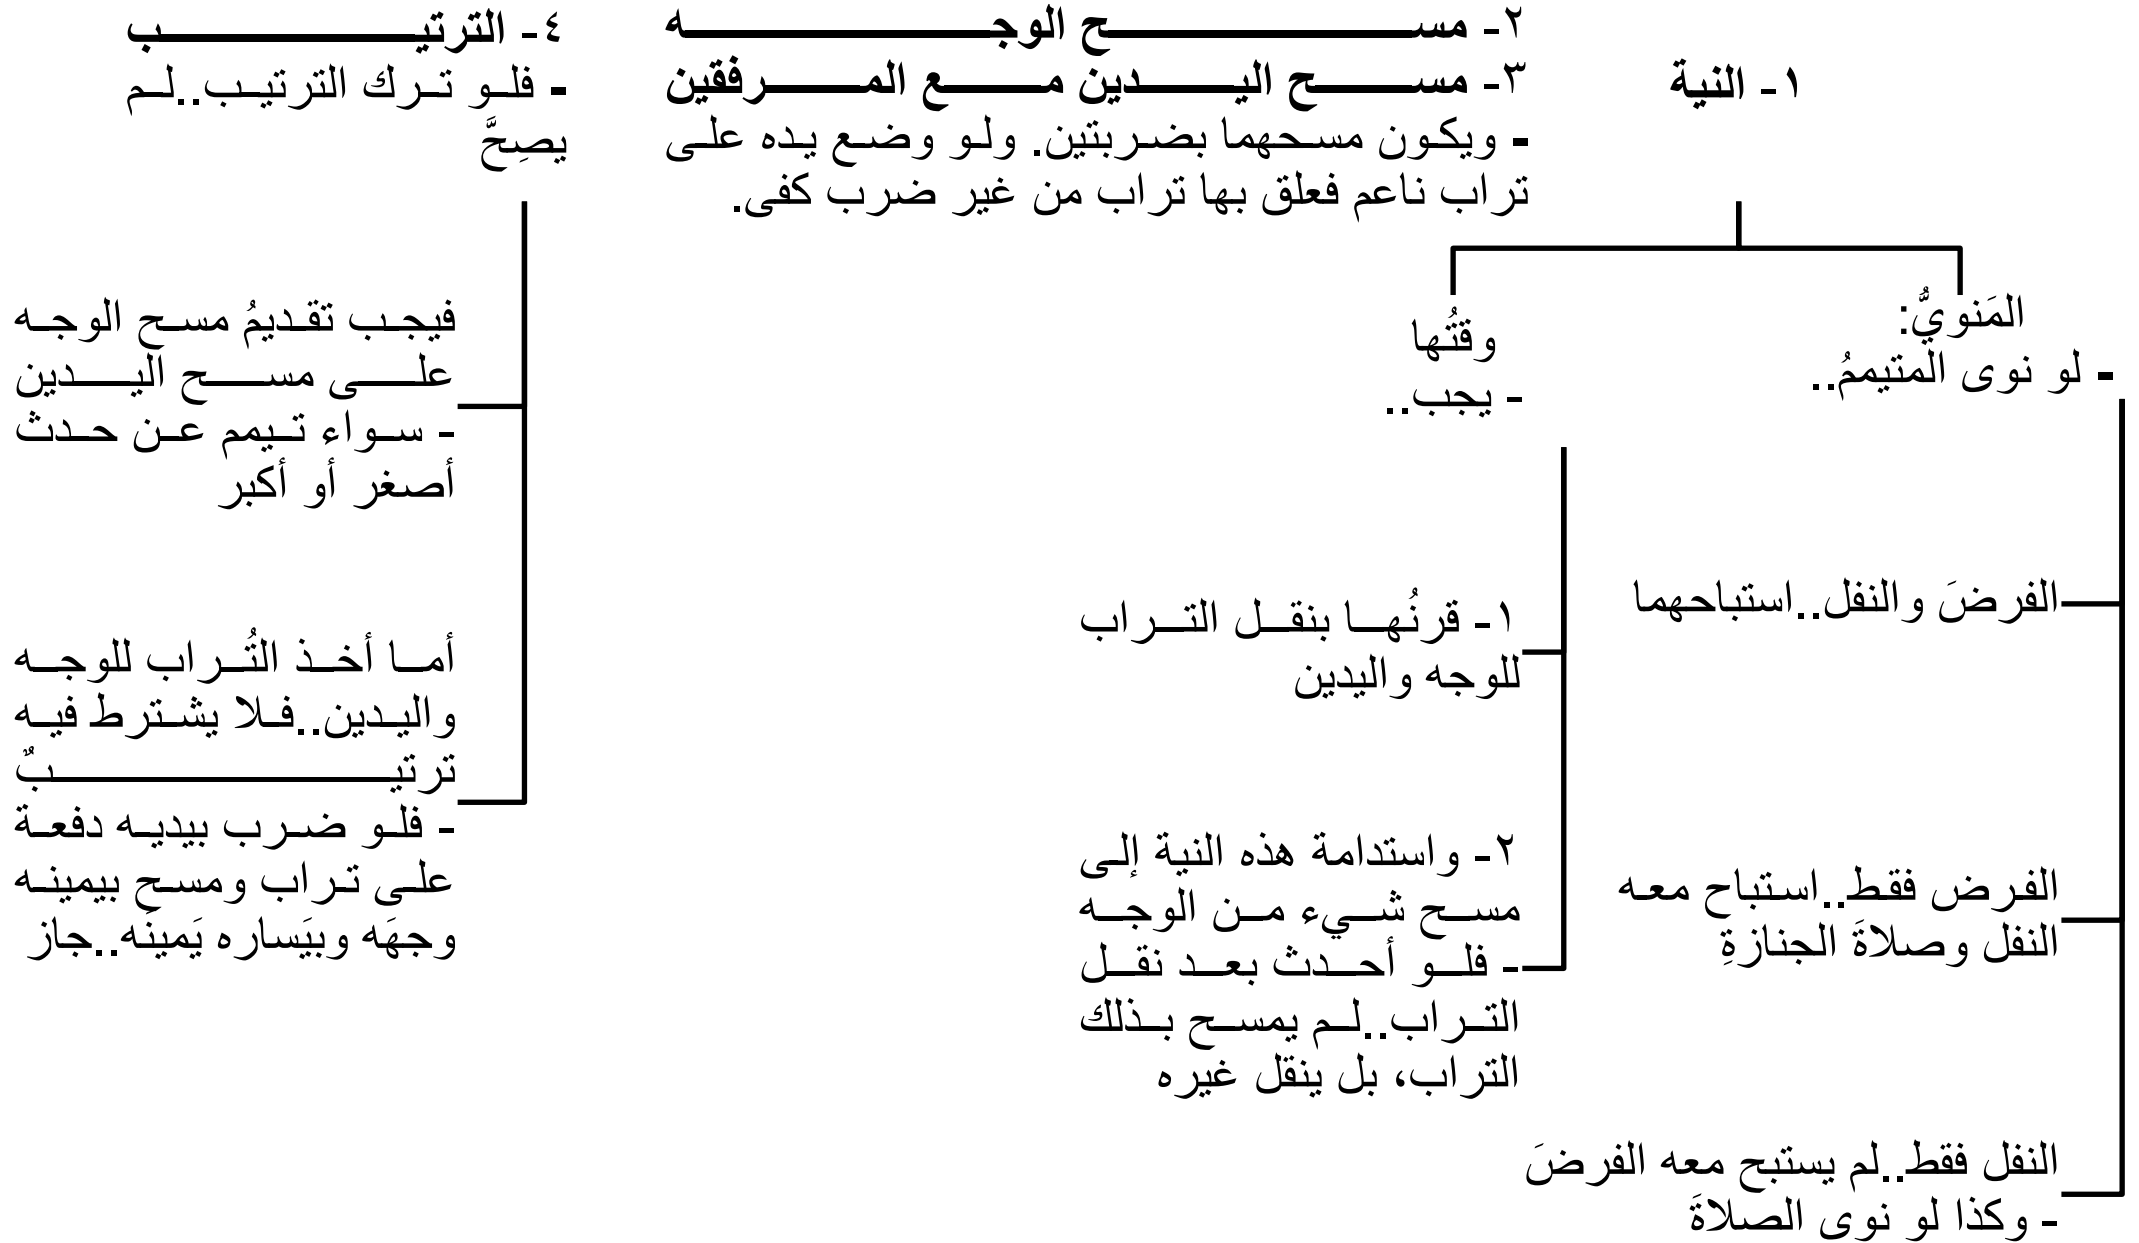 ١- النية
المَنويُّ:
- لو نوى المتيممُ..
الفرضَ والنفل..استباحهما
الفرض فقط..استباح معه
النفل وصلاةَ الجنازةِ
النفل فقط..لم يستبح معه الفرضَ
- وكذا لو نوى الصلاةَ
وقتُها
- يجب..
١- قرنُها بنقل التراب
للوجه واليدين
٢- واستدامة هذه النية إلى
مسح شيء من الوجه
- فلو أحدث بعد نقل
التراب..لم يمسح بذلك
التراب، بل ينقل غيره
٢- مسح الوجه
٣- مسح اليدين مع المرفقين
- ويكون مسحهما بضربتين. ولو وضع يده على
تراب ناعم فعلق بها تراب من غير ضرب كفى.
٤- الترتيب
- فلو ترك الترتيب..لم
يصِحَّ
فيجب تقديمُ مسح الوجه
على مسح اليدين
- سواء تيمم عن حدث
أصغر أو أكبر
أما أخذ التُراب للوجه
واليدين..فلا يشترط فيه
ترتيبٌ
- فلو ضرب بيديه دفعة
على تراب ومسح بيمينه
وجهَه وبيَساره يَمينَه..جاز